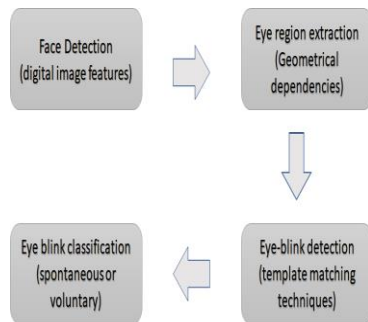 Face Detection
(digital image features)
Eye region extraction
(Geometrical
dependencies)
Eye-blink detection
(template matching
techniques)
Eye blink classification
(spontaneous or
voluntary)